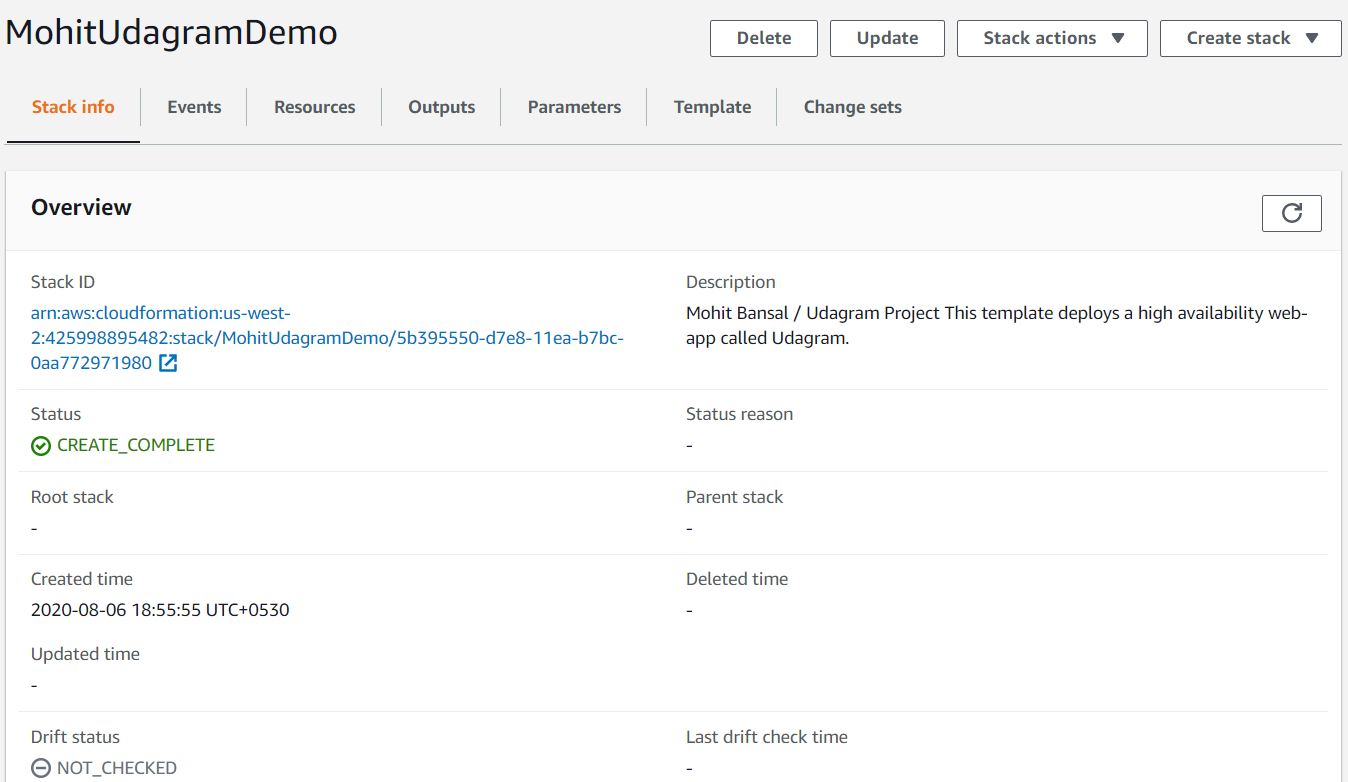 MohitUdagramDemo
Delete
Update
Stack actions
Create stack
Stack info
Events
Resources
Outputs
Parameters
Template
Change sets
Overview
Stack ID
arn:aws:cloudformation:us-west-
2:425998895482:stack/MohitUdagramDemo/5b395550-d7e8-11ea-b7bc-
0aa772971980
Description
Mohit Bansal / Udagram Project This template deploys a high availability web-
app called Udagram.
Status
CREATE_COMPLETE
Status reason
-
Root stack
-
Parent stack
-
Created time
2020-08-06 18:55:55 UTC+0530
Deleted time
-
Updated time
-
Drift status
NOT_CHECKED
Last drift check time
-